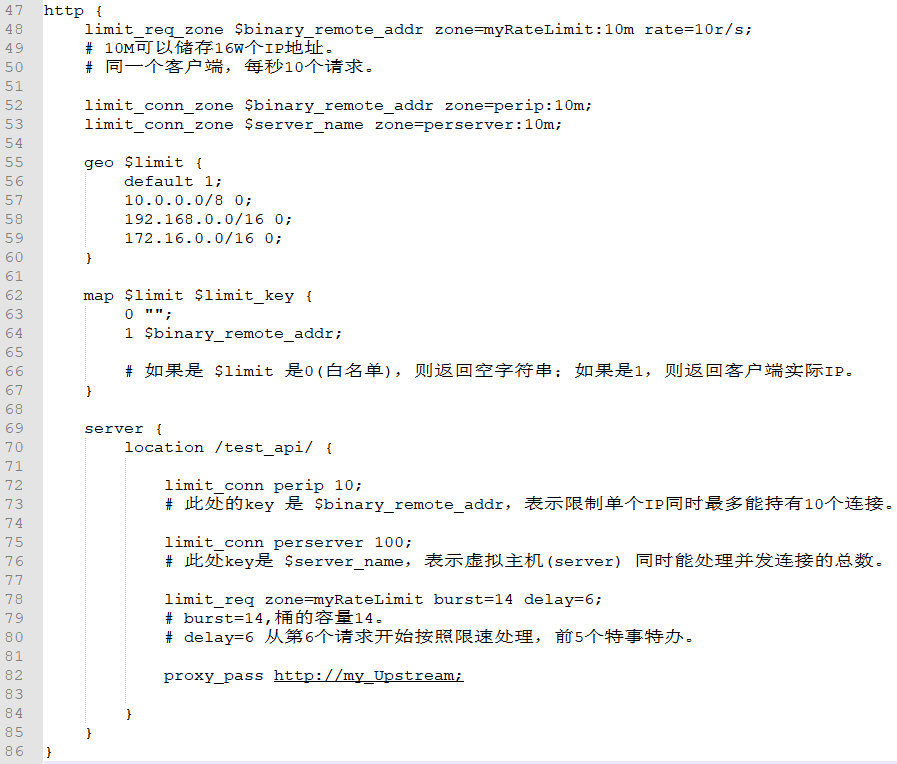 47 http {
48 limit_req_zone $binary_remote_addr zone=myRateLimit:10m rate=10r/s;
49 # 10M可以储存16W个IP地址。
50 # 同一个客户端，每秒10个请求。
51
52 limit_conn_zone $binary_remote_addr zone=perip:10m;
53 limit_conn_zone $server_name zone=perserver:10m;
54
55 geo $limit {
56 default 1;
57 10.0.0.0/8 0;
58 192.168.0.0/16 0;
59 172.16.0.0/16 0;
60 }
61
62 map $limit $limit_key {
63 0 "";
64 1 $binary_remote_addr;
65
66 # 如果是 $limit 是0(白名单)，则返回空字符串；如果是1，则返回客户端实际IP。
67 }
68
69 server {
70 location /test_api/ {
71
72 limit_conn perip 10;
73 # 此处的key 是 $binary_remote_addr，表示限制单个IP同时最多能持有10个连接。
74
75 limit_conn perserver 100;
76 # 此处key是 $server_name，表示虚拟主机(server) 同时能处理并发连接的总数。
77
78 limit_req zone=myRateLimit burst=14 delay=6;
79 # burst=14,桶的容量14。
80 # delay=6 从第6个请求开始按照限速处理，前5个特事特办。
81
82 proxy_pass http://my_Upstream;
83
84 }
85 }
86 }